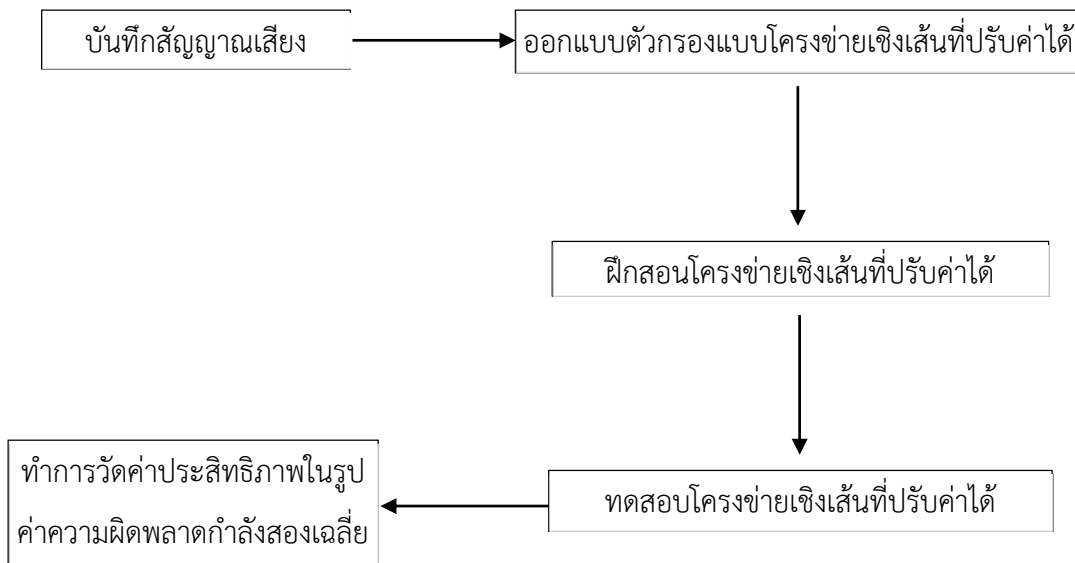 บันทึกสัญญาณเสียง
ออกแบบตัวกรองแบบโครงข่ายเชิงเส้นที่ปรับค่าได้
ฝึกสอนโครงข่ายเชิงเส้นที่ปรับค่าได้
ทดสอบโครงข่ายเชิงเส้นที่ปรับค่าได้
ทำการวัดค่าประสิทธิภาพในรูป
ค่าความผิดพลาดกำลังสองเฉลี่ย